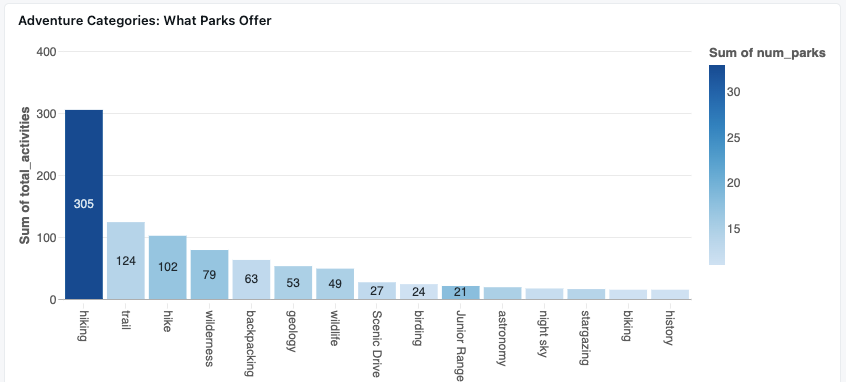 Adventure Categories: What Parks Offer
Sum of total_activities
400
300
200
100
0
305
124
102
79
63
53
49
27
24
21
hiking
trail
hike
wilderness
backpacking
geology
wildlife
Scenic Drive
birding
Junior Range
astronomy
night sky
stargazing
biking
history
Sum of num_parks
30
25
20
15